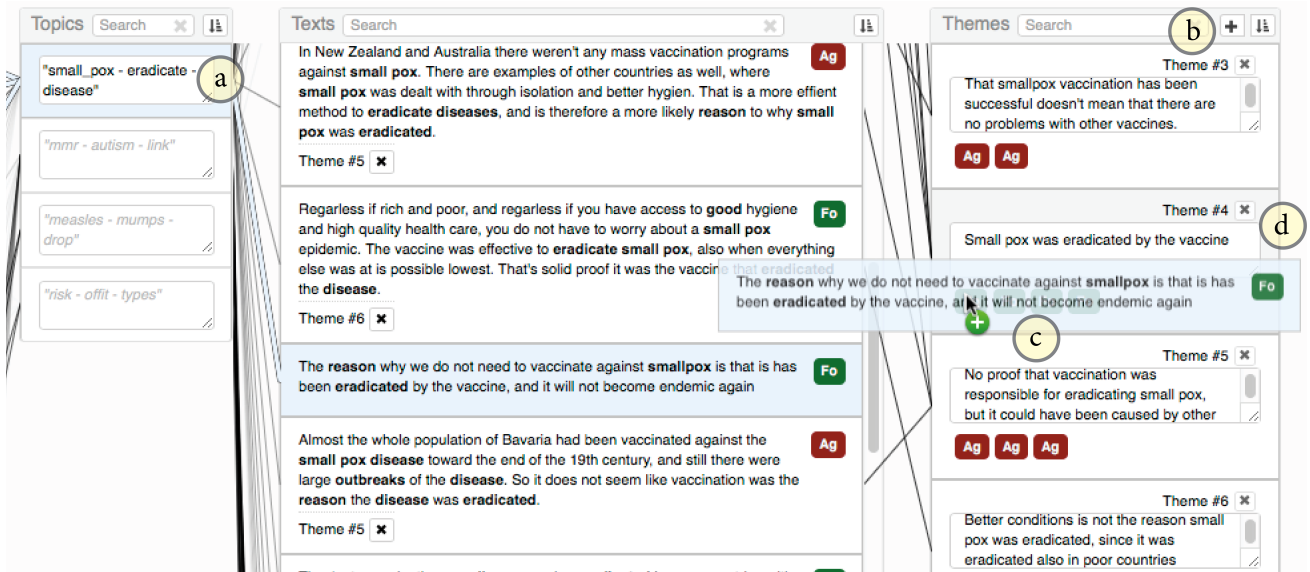 Topics Search
"small_pox - eradicate -
disease"
a
"mmr - autism - link"
"measles - mumps -
drop"
"risk - offit - types"
Texts Search
In New Zealand and Australia there weren't any mass vaccination programs
against small pox. There are examples of other countries as well, where
small pox was dealt with through isolation and better hygien. That is a more effient
method to eradicate diseases, and is therefore a more likely reason to why small
pox was eradicated.
Ag
Theme #5
Regarless if rich and poor, and regarless if you have access to good hygiene
and high quality health care, you do not have to worry about a small pox
epidemic. The vaccine was effective to eradicate small pox, also when everything
else was at is possible lowest. That's solid proof it was the vaccine that eradicated
the disease.
Fo
Theme #6
The reason why we do not need to vaccinate against smallpox is that is has
been eradicated by the vaccine, and it will not become endemic again
Fo
Almost the whole population of Bavaria had been vaccinated against the
small pox disease toward the end of the 19th century, and still there were
large outbreaks of the disease. So it does not seem like vaccination was the
reason the disease was eradicated.
Ag
Theme #5
Themes Search
b
Theme #3
That smallpox vaccination has been
successful doesn't mean that there are
no problems with other vaccines.
Ag Ag
Theme #4
d
Small pox was eradicated by the vaccine
The reason why we do not need to vaccinate against smallpox is that is has
been eradicated by the vaccine, and it will not become endemic again
Fo
c
Theme #5
No proof that vaccination was
responsible for eradicating small pox,
but it could have been caused by other
Ag Ag Ag
Theme #6
Better conditions is not the reason small
pox was eradicated, since it was
eradicated also in poor countries